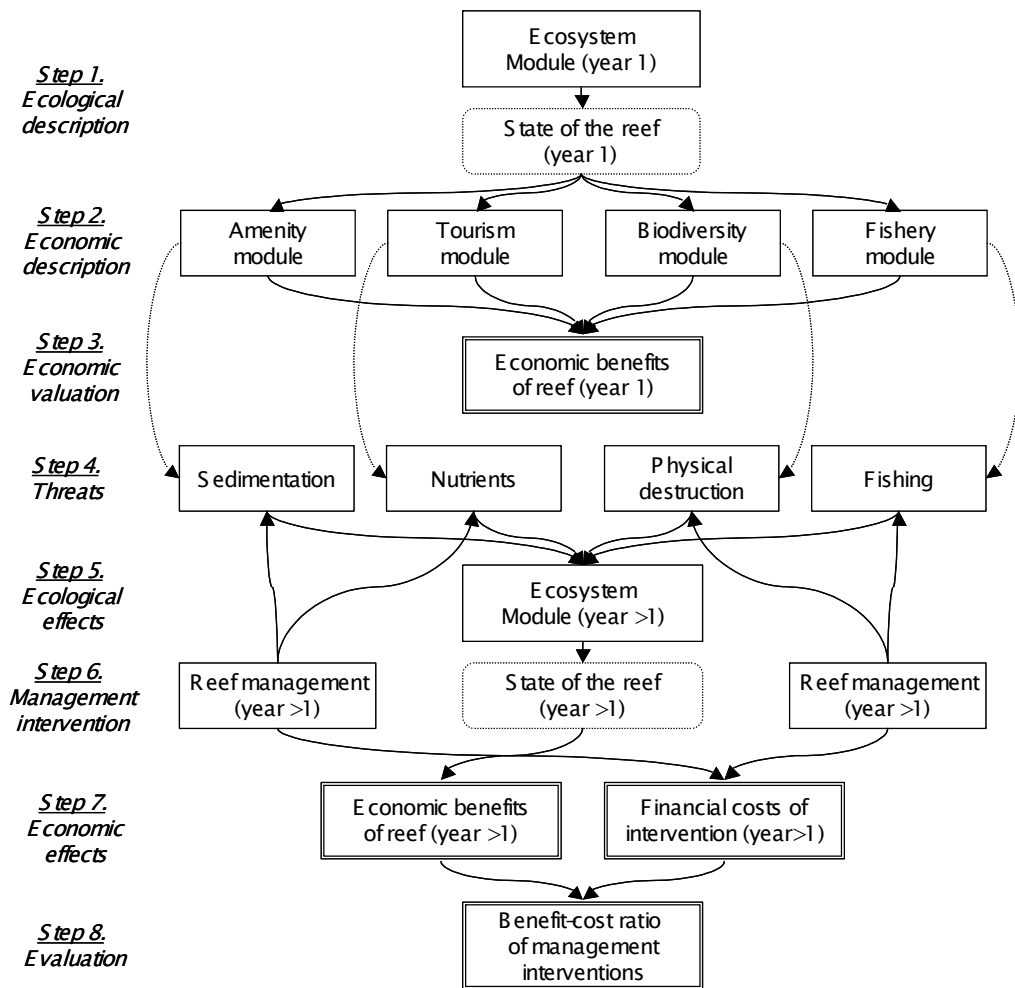 Step 1.
Ecological
description
Ecosystem
Module (year 1)
State of the reef
(year 1)
Step 2.
Economic
description
Amenity
module
Tourism
module
Biodiversity
module
Fishery
module
Step 3.
Economic
valuation
Economic benefits
of reef (year 1)
Step 4.
Threats
Sedimentation
Nutrients
Physical
destruction
Fishing
Step 5.
Ecological
effects
Ecosystem
Module (year >1)
Step 6.
Management
intervention
Reef management
(year >1)
State of the reef
(year >1)
Reef management
(year >1)
Step 7.
Economic
effects
Economic benefits
of reef (year >1)
Financial costs of
intervention (year>1)
Step 8.
Evaluation
Benefit-cost ratio
of management
interventions